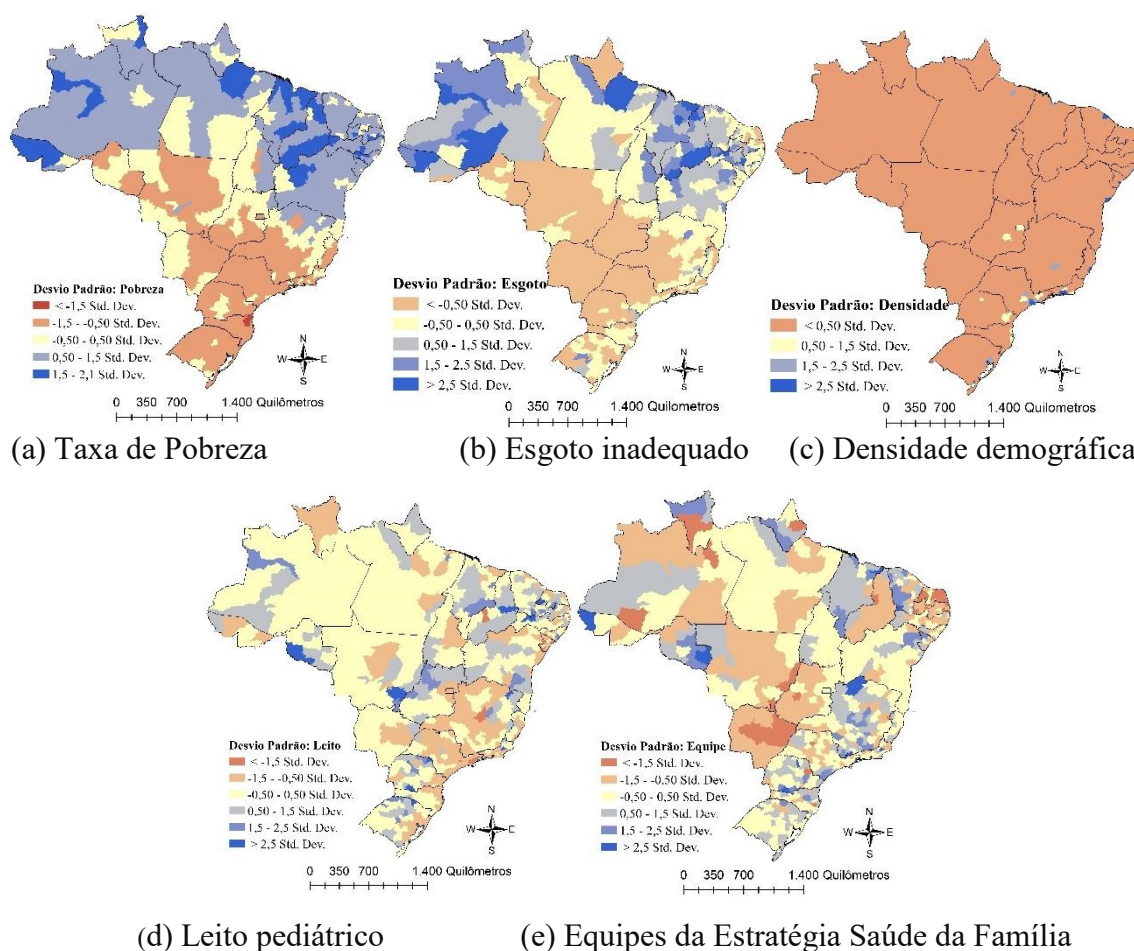 Desvio Padrão: Pobreza
< -1,5 Std. Dev.
-1,5 - -0,50 Std. Dev.
-0,50 - 0,50 Std. Dev.
0,50 - 1,5 Std. Dev.
1,5 - 2,1 Std. Dev.
N
W E
S
0 350 700 1.400 Quilômetros
Desvio Padrão: Esgoto
< -0,50 Std. Dev.
-0,50 - 0,50 Std. Dev.
0,50 - 1,5 Std. Dev.
1,5 - 2,5 Std. Dev.
> 2,5 Std. Dev.
N
W E
S
0 350 700 1.400 Quilômetros
Desvio Padrão: Densidade
< 0,50 Std. Dev.
0,50 - 1,5 Std. Dev.
1,5 - 2,5 Std. Dev.
> 2,5 Std. Dev.
N
W E
S
0 350 700 1.400 Quilômetros
(a) Taxa de Pobreza (b) Esgoto inadequado (c) Densidade demográfica
Desvio Padrão: Leito
< -1,5 Std. Dev.
-1,5 - -0,50 Std. Dev.
-0,50 - 0,50 Std. Dev.
0,50 - 1,5 Std. Dev.
1,5 - 2,5 Std. Dev.
> 2,5 Std. Dev.
N
W E
S
0 350 700 1.400 Quilômetros
Desvio Padrão: Equipe
< -1,5 Std. Dev.
-1,5 - -0,50 Std. Dev.
-0,50 - 0,50 Std. Dev.
0,50 - 1,5 Std. Dev.
1,5 - 2,5 Std. Dev.
> 2,5 Std. Dev.
N
W E
S
0 350 700 1.400 Quilômetros
(d) Leito pediátrico (e) Equipes da Estratégia Saúde da Família